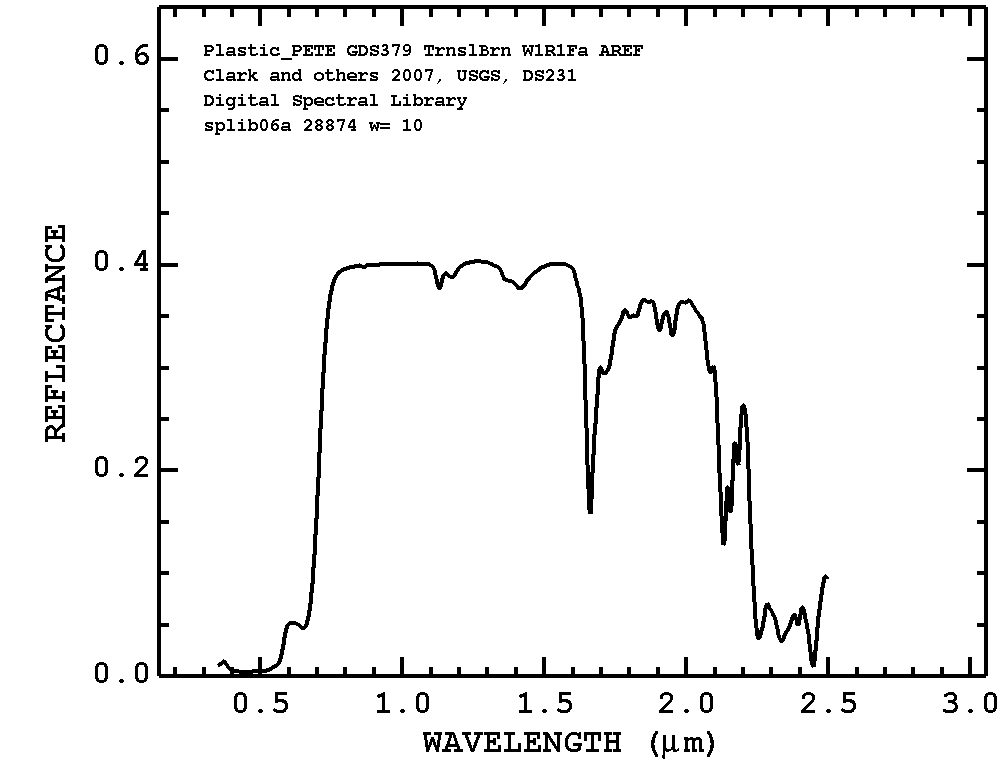 Plastic_PETE GDS379 TrnslBrn W1R1Fa AREF
Clark and others 2007, USGS, DS231
Digital Spectral Library
splib06a 28874 w= 10
REFLECTANCE
0.6
0.4
0.2
0.0
0.5 1.0 1.5 2.0 2.5 3.0
WAVELENGTH (μm)